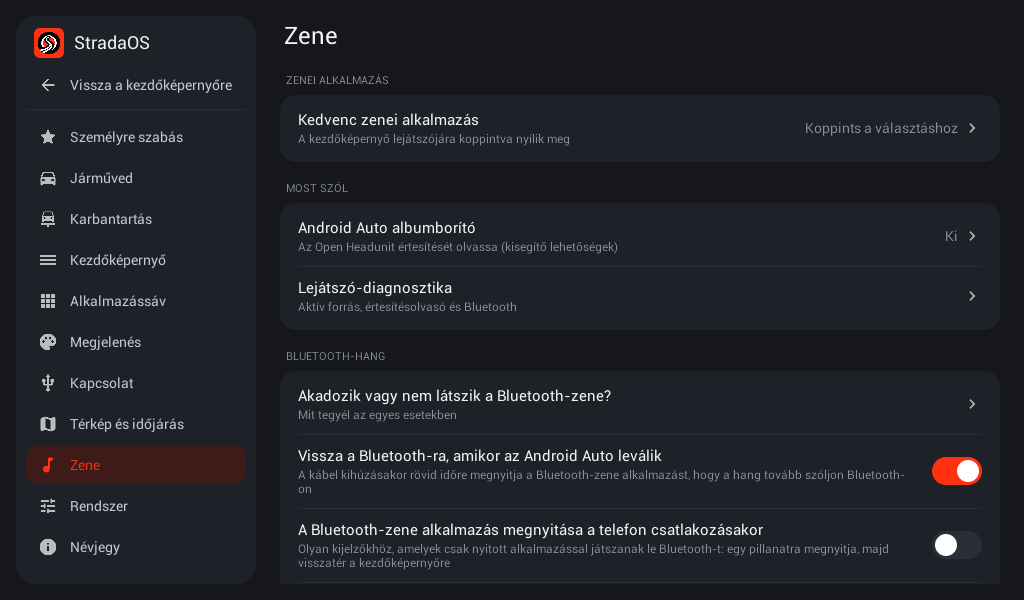 StradaOS
Vissza a kezdőképernyőre
Személyre szabás
Járműved
Karbantartás
Kezdőképernyő
Alkalmazássáv
Megjelenés
Kapcsolat
Térkép és időjárás
Zene
Rendszer
Névjegy
Zene
ZENEI ALKALMAZÁS
Kedvenc zenei alkalmazás
A kezdőképernyő lejátszójára koppintva nyílik meg
Koppints a választáshoz
MOST SZÓL
Android Auto albumborító
Az Open Headunit értesítését olvassa (kisegítő lehetőségek)
Ki
Lejátszó-diagnosztika
Aktív forrás, értesítésolvasó és Bluetooth
BLUETOOTH-HANG
Akadozik vagy nem látszik a Bluetooth-zene?
Mit tegyél az egyes esetekben
Vissza a Bluetooth-ra, amikor az Android Auto leválik
A kábel kihúzásakor rövid időre megnyitja a Bluetooth-zene alkalmazást, hogy a hang tovább szóljon Bluetooth-
on
A Bluetooth-zene alkalmazás megnyitása a telefon csatlakozásakor
Olyan kijelzőkhöz, amelyek csak nyitott alkalmazással játszanak le Bluetooth-t: egy pillanatra megnyitja, majd
visszatér a kezdőképernyőre